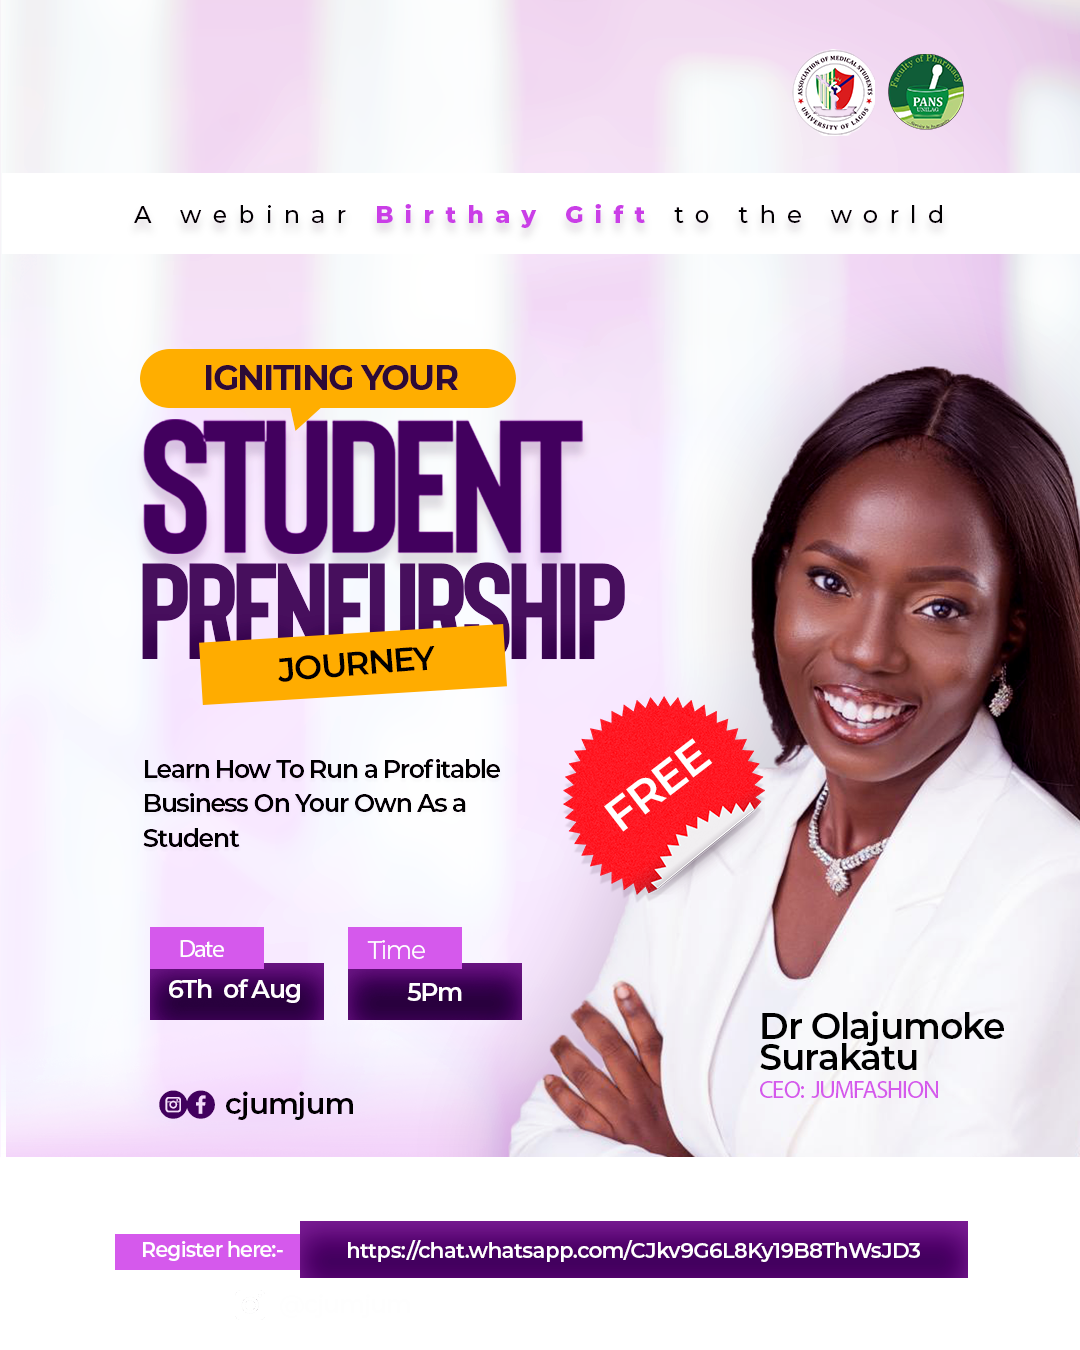 ASSOCIATION OF MEDICAL STUDENTS
UNIVERSITY OF LAGOS
Faculty of Pharmacy
PANS
UNILAG
A webinar Birthay Gift to the world
IGNITING YOUR
STUDENT
PRENEURSHIP
JOURNEY
Learn How To Run a Profitable
Business On Your Own As a
Student
FREE
Date
6Th of Aug
Time
5Pm
Dr Olajumoke
Surakatu
CEO: JUMFASHION
cjumjum
Register here:-
https://chat.whatsapp.com/CJkv9G6L8Ky19B8ThWsJD3